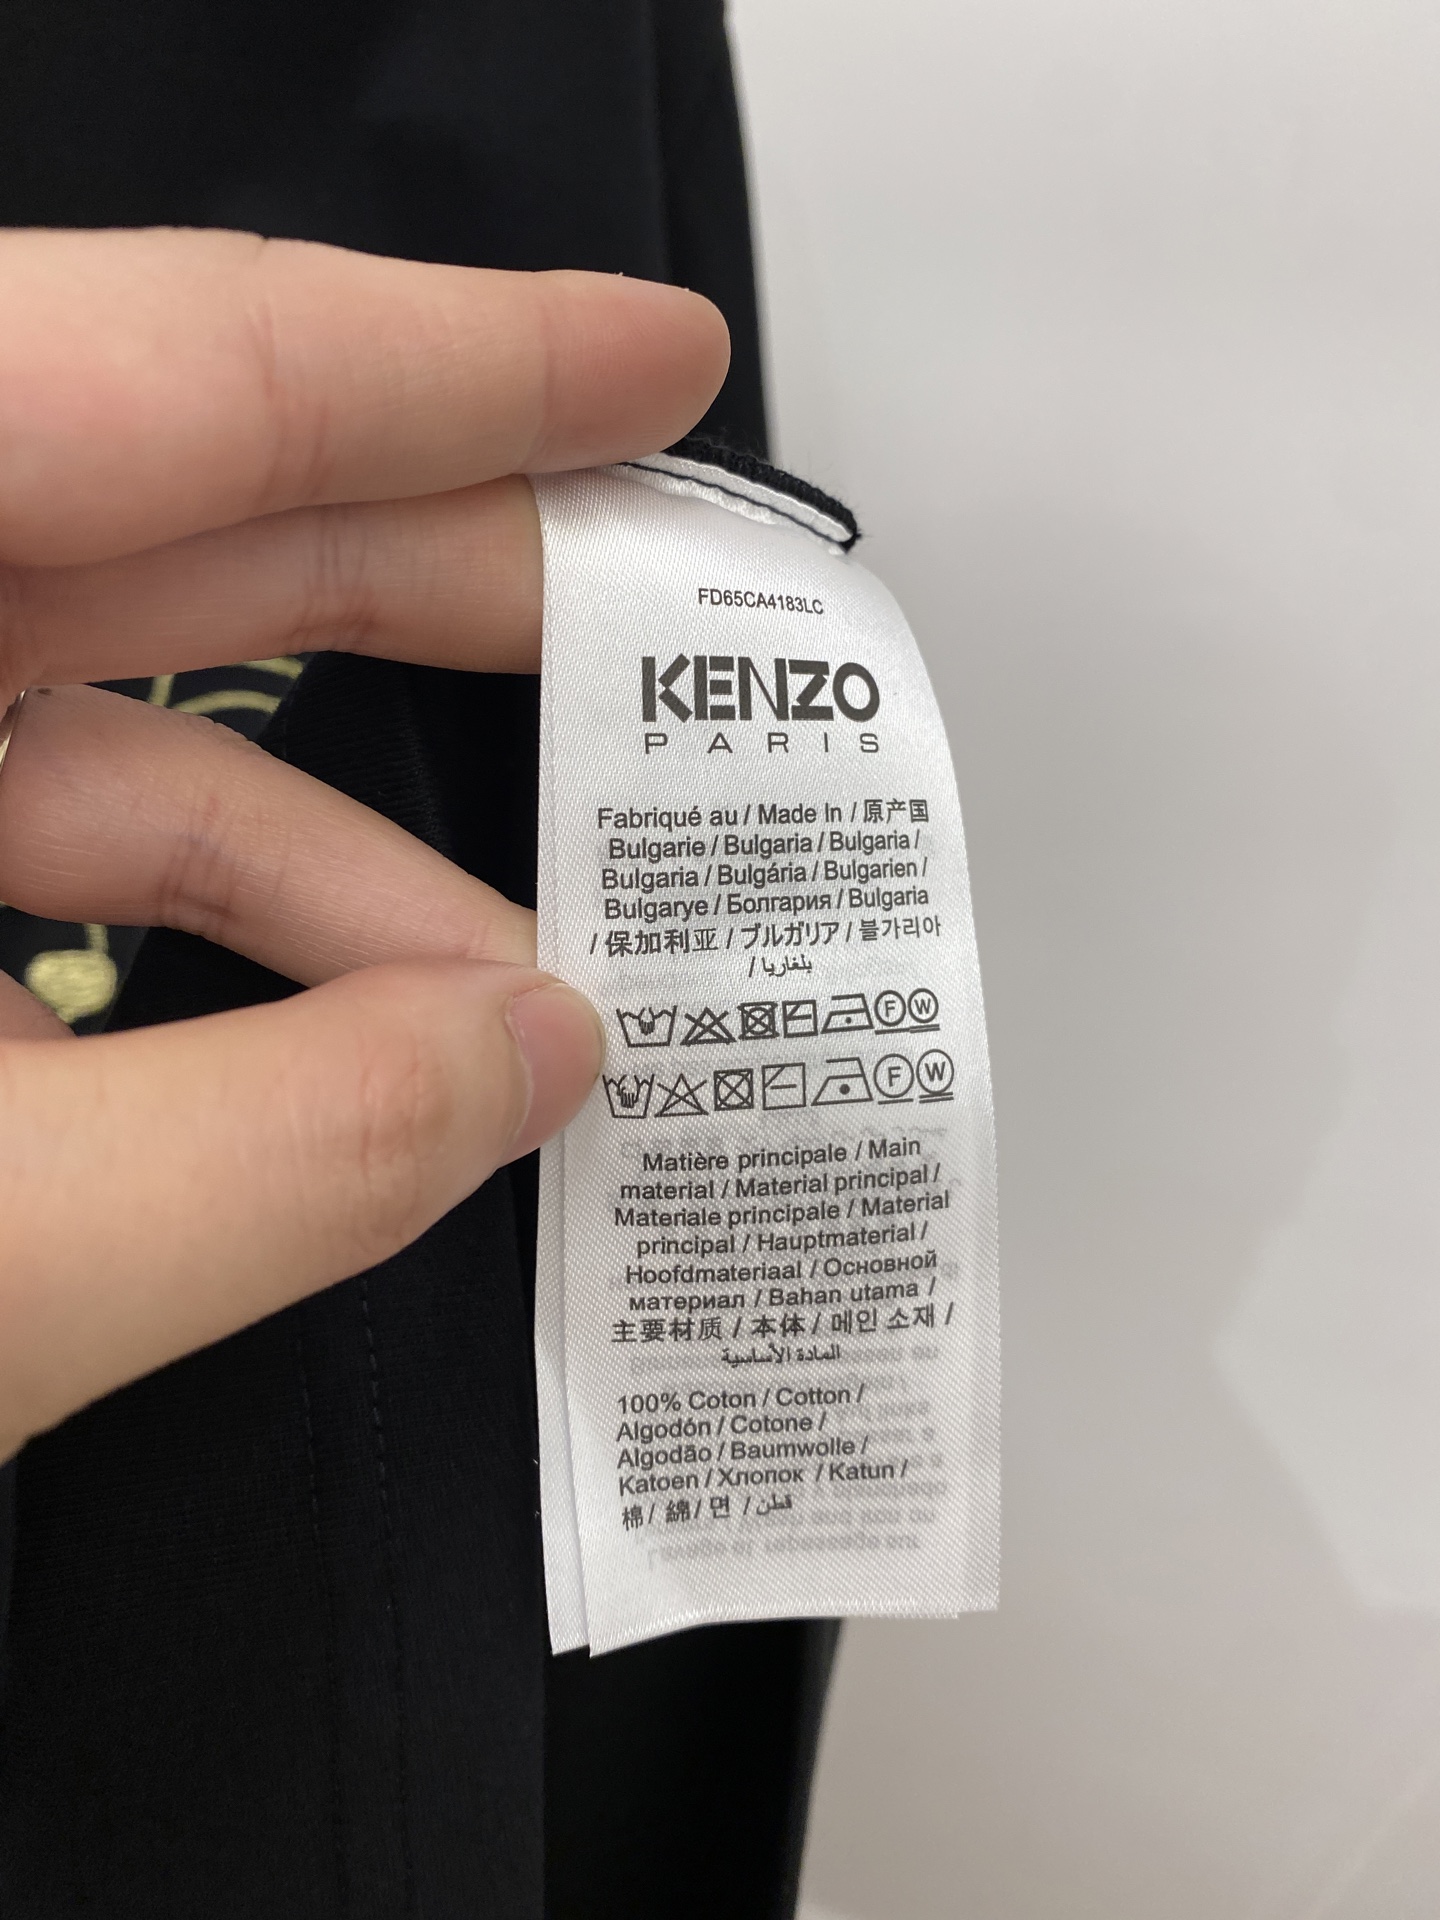 FD65CA4183LC
KENZO
PARIS
Fabriqué au / Made In / 原产国
Bulgarie / Bulgaria / Bulgaria /
Bulgaria / Bulgária / Bulgarien /
Bulgarye / Болгария / Bulgaria
/ 保加利亚 / ブルガリア / 불가리아
/ بلغاريا
F W
F W
Matière principale / Main
material / Material principal /
Materiale principale / Material
principal / Hauptmaterial /
Hoofdmateriaal / Основной
материал / Bahan utama /
主要材质 / 本体 / 메인 소재 /
المادة الأساسية
100% Coton / Cotton /
Algodón / Cotone /
Algodão / Baumwolle /
Katoen / Хлопок / Katun /
棉 / 綿 / 면 / قطن